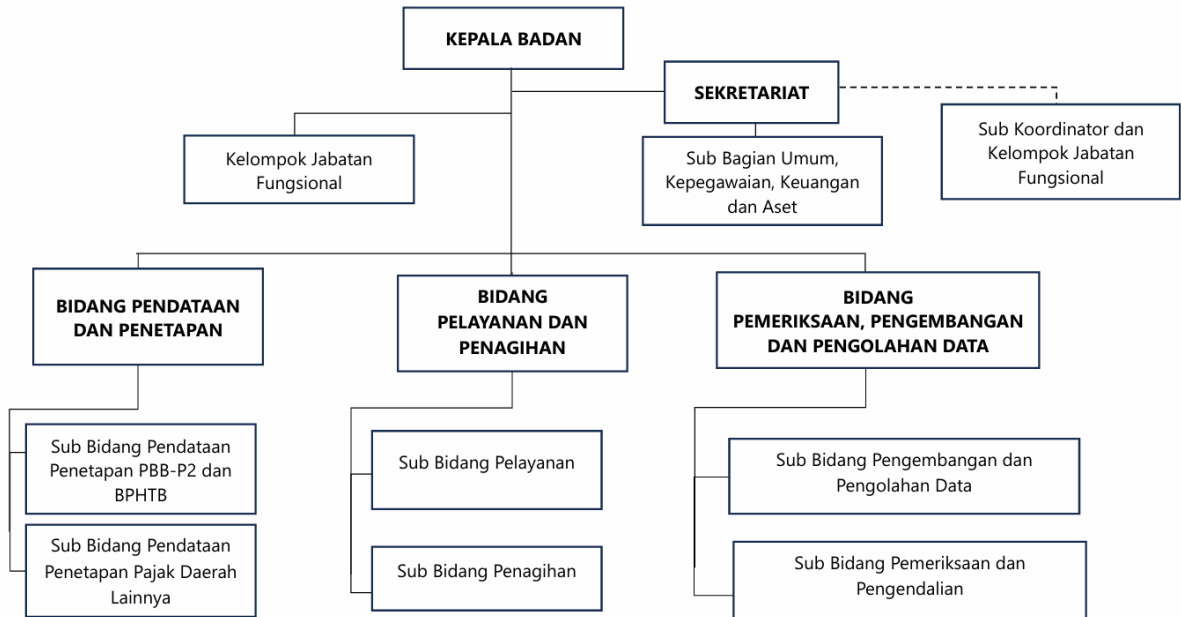 KEPALA BADAN
SEKRETARIAT
Kelompok Jabatan
Fungsional
Sub Bagian Umum,
Kepegawaian, Keuangan
dan Aset
Sub Koordinator dan
Kelompok Jabatan
Fungsional
BIDANG PENDATAAN
DAN PENETAPAN
BIDANG
PELAYANAN DAN
PENAGIHAN
BIDANG
PEMERIKSAAN, PENGEMBANGAN
DAN PENGOLAHAN DATA
Sub Bidang Pendataan
Penetapan PBB-P2 dan
BPHTB
Sub Bidang Pelayanan
Sub Bidang Pengembangan dan
Pengolahan Data
Sub Bidang Pendataan
Penetapan Pajak Daerah
Lainnya
Sub Bidang Penagihan
Sub Bidang Pemeriksaan dan
Pengendalian